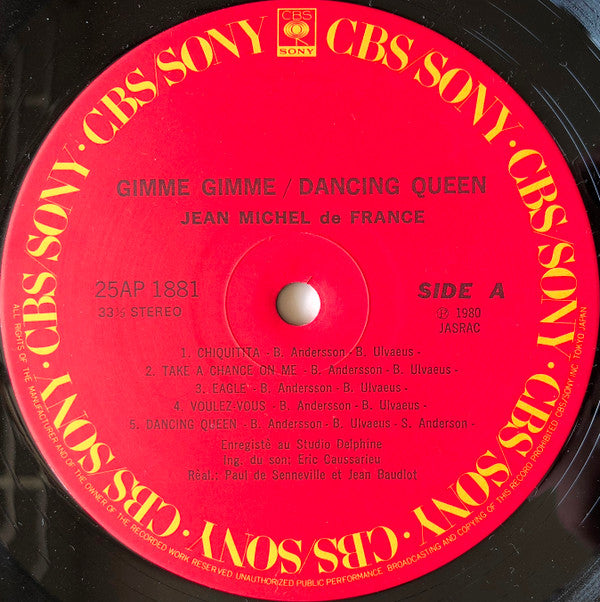 CBS
SONY
CBS/SONY · CBS/SONY · CBS/SONY · CBS/SONY · CBS/SONY · CBS/SONY · CBS/SONY · CBS/SONY ·
GIMME GIMME / DANCING QUEEN
JEAN MICHEL de FRANCE
25AP 1881
33⅓ STEREO
SIDE A
Ⓟ 1980
JASRAC
1. CHIQUITITA - B. Andersson - B. Ulvaeus -
2. TAKE A CHANCE ON ME - B. Andersson - B. Ulvaeus -
3. EAGLE - B. Andersson - B. Ulvaeus -
4. VOULEZ-VOUS - B. Andersson - B. Ulvaeus -
5. DANCING QUEEN - B. Andersson - B. Ulvaeus - S. Anderson -
Enregistè au Studio Delphine
Ing. du son: Eric Caussarieu
Rèal.: Paul de Senneville et Jean Baudlot
ALL RIGHTS OF THE MANUFACTURER AND OF THE OWNER OF THE RECORDED WORK RESERVED UNAUTHORIZED PUBLIC PERFORMANCE BROADCASTING AND COPYING OF THIS RECORD PROHIBITED CBS/SONY INC. TOKYO JAPAN